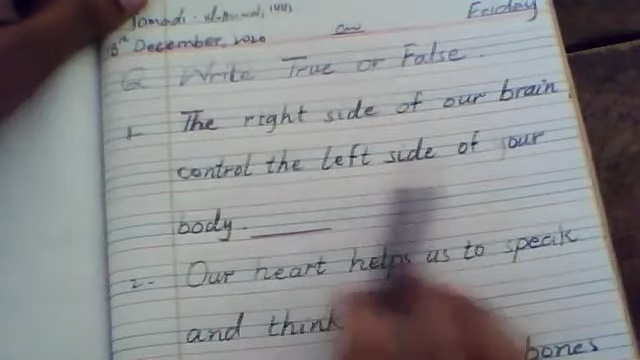 Friday
December, 2020
Q Write True or False.
1. The right side of our brain
control the left side of our
body.
2. Our heart helps us to speak
and think
bones